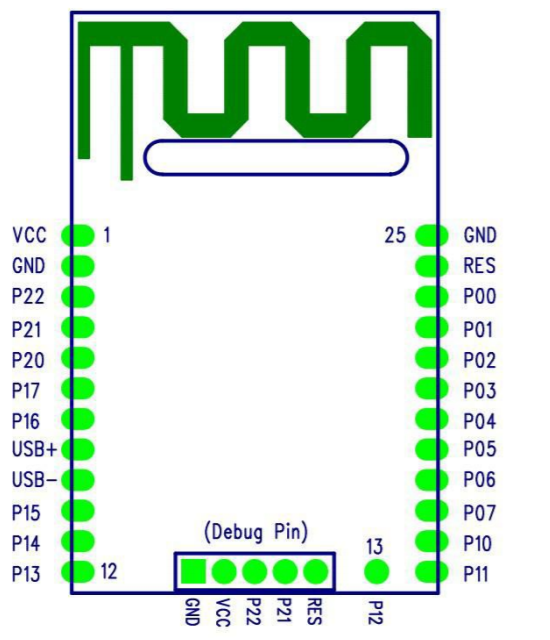 VCC 1 25 GND
GND RES
P22 P00
P21 P01
P20 P02
P17 P03
P16 P04
USB+ P05
USB- P06
P15 P07
P14 (Debug Pin) 13 P10
P13 12 P11
GND VCC P22 P21 RES P12